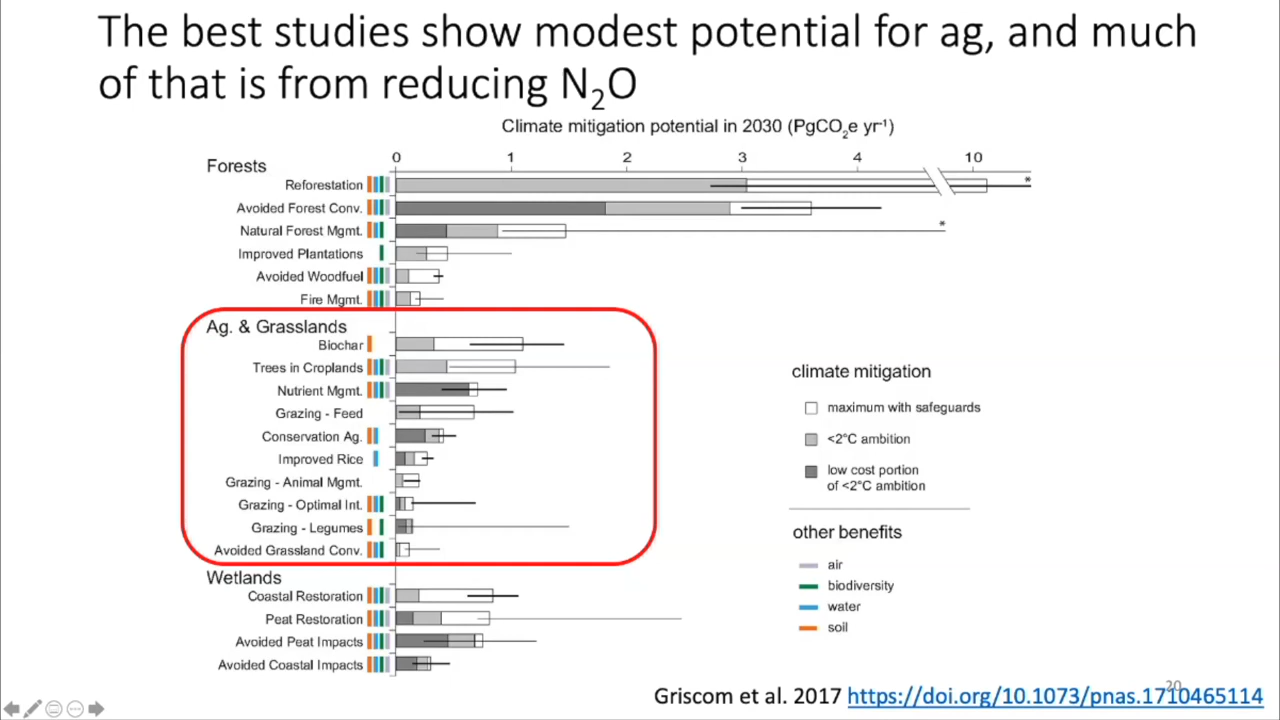 The best studies show modest potential for ag, and much
of that is from reducing N₂O
Climate mitigation potential in 2030 (PgCO₂e yr⁻¹)
0 1 2 3 4 10
Forests
Reforestation
*
Avoided Forest Conv.
Natural Forest Mgmt.
*
Improved Plantations
Avoided Woodfuel
Fire Mgmt.
Ag. & Grasslands
Biochar
Trees in Croplands
Nutrient Mgmt.
Grazing - Feed
Conservation Ag.
Improved Rice
Grazing - Animal Mgmt.
Grazing - Optimal Int.
Grazing - Legumes
Avoided Grassland Conv.
Wetlands
Coastal Restoration
Peat Restoration
Avoided Peat Impacts
Avoided Coastal Impacts
climate mitigation
maximum with safeguards
<2°C ambition
low cost portion
of <2°C ambition
other benefits
air
biodiversity
water
soil
20
Griscom et al. 2017 https://doi.org/10.1073/pnas.1710465114